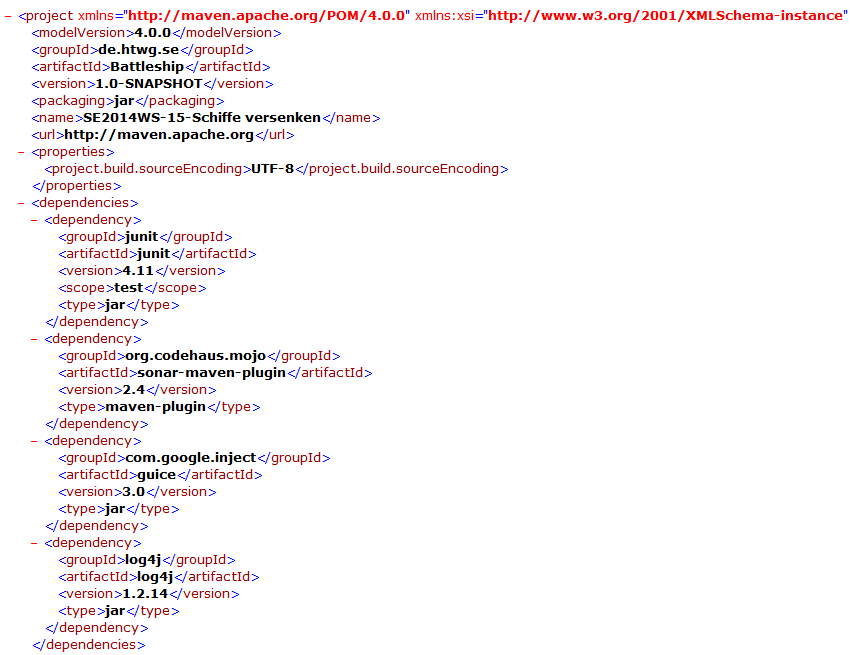 - <project xmlns="http://maven.apache.org/POM/4.0.0" xmlns:xsi="http://www.w3.org/2001/XMLSchema-instance"
<modelVersion>4.0.0</modelVersion>
<groupId>de.htwg.se</groupId>
<artifactId>Battleship</artifactId>
<version>1.0-SNAPSHOT</version>
<packaging>jar</packaging>
<name>SE2014WS-15-Schiffe versenken</name>
<url>http://maven.apache.org</url>
- <properties>
<project.build.sourceEncoding>UTF-8</project.build.sourceEncoding>
</properties>
- <dependencies>
- <dependency>
<groupId>junit</groupId>
<artifactId>junit</artifactId>
<version>4.11</version>
<scope>test</scope>
<type>jar</type>
</dependency>
- <dependency>
<groupId>org.codehaus.mojo</groupId>
<artifactId>sonar-maven-plugin</artifactId>
<version>2.4</version>
<type>maven-plugin</type>
</dependency>
- <dependency>
<groupId>com.google.inject</groupId>
<artifactId>guice</artifactId>
<version>3.0</version>
<type>jar</type>
</dependency>
- <dependency>
<groupId>log4j</groupId>
<artifactId>log4j</artifactId>
<version>1.2.14</version>
<type>jar</type>
</dependency>
</dependencies>